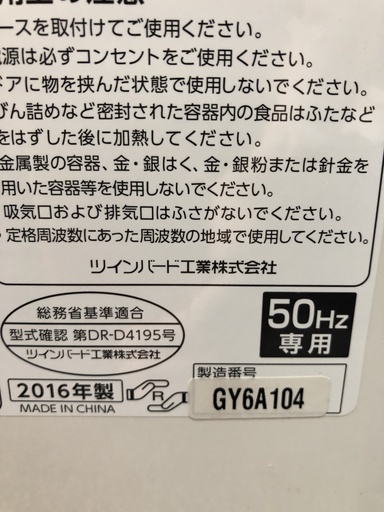 ースを取付けてご使用ください。
源は必ずコンセントをご使用ください。
ドアに物を挟んだ状態で使用しないでください。
びん詰めなど密封された容器内の食品はふたなど
をはずした後に加熱してください。
金属製の容器、金・銀はく、金・銀粉または針金を
用いた容器等を使用しないでください。
吸気口および排気口はふさがないでください。
・定格周波数にあった周波数の地域で使用してください。
ツインバード工業株式会社
総務省基準適合
型式確認 第DR-D4195号
ツインバード工業株式会社
50Hz
専用
2016年製
MADE IN CHINA
R
製造番号
GY6A104